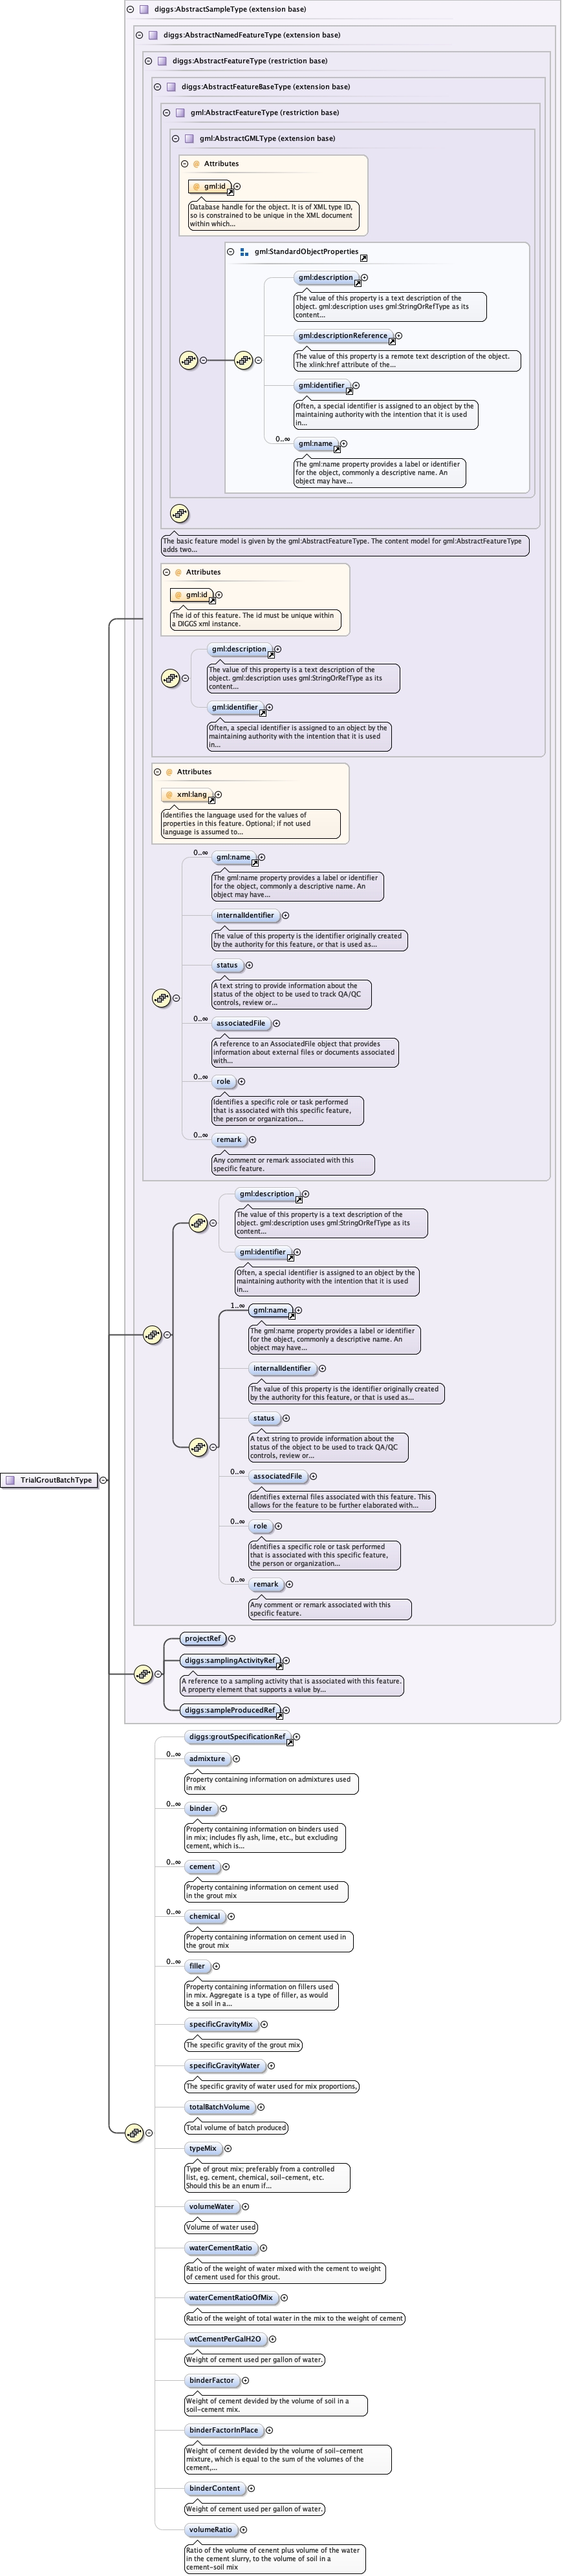 diggs:AbstractSampleType (extension base)
diggs:AbstractNamedFeatureType (extension base)
diggs:AbstractFeatureType (restriction base)
diggs:AbstractFeatureBaseType (extension base)
gml:AbstractFeatureType (restriction base)
gml:AbstractGMLType (extension base)
@ Attributes
@ gml:id
Database handle for the object. It is of XML type ID,
so is constrained to be unique in the XML document
within which...
gml:StandardObjectProperties
gml:description
The value of this property is a text description of the
object. gml:description uses gml:StringOrRefType as its
content...
gml:descriptionReference
The value of this property is a remote text description of the object.
The xlink:href attribute of the...
gml:identifier
Often, a special identifier is assigned to an object by the
maintaining authority with the intention that it is used
in...
0..∞
gml:name
The gml:name property provides a label or identifier
for the object, commonly a descriptive name. An
object may have...
The basic feature model is given by the gml:AbstractFeatureType. The content model for gml:AbstractFeatureType
adds two...
@ Attributes
@ gml:id
The id of this feature. The id must be unique within
a DIGGS xml instance.
gml:description
The value of this property is a text description of the
object. gml:description uses gml:StringOrRefType as its
content...
gml:identifier
Often, a special identifier is assigned to an object by the
maintaining authority with the intention that it is used
in...
@ Attributes
@ xml:lang
Identifies the language used for the values of
properties in this feature. Optional; if not used
language is assumed to...
0..∞
gml:name
The gml:name property provides a label or identifier
for the object, commonly a descriptive name. An
object may have...
internalIdentifier
The value of this property is the identifier originally created
by the authority for this feature, or that is used as...
status
A text string to provide information about the
status of the object to be used to track QA/QC
controls, review or...
0..∞
associatedFile
A reference to an AssociatedFile object that provides
information about external files or documents associated
with...
0..∞
role
Identifies a specific role or task performed
that is associated with this specific feature,
the person or organization...
0..∞
remark
Any comment or remark associated with this
specific feature.
gml:description
The value of this property is a text description of the
object. gml:description uses gml:StringOrRefType as its
content...
gml:identifier
Often, a special identifier is assigned to an object by the
maintaining authority with the intention that it is used
in...
1..∞
gml:name
The gml:name property provides a label or identifier
for the object, commonly a descriptive name. An
object may have...
internalIdentifier
The value of this property is the identifier originally created
by the authority for this feature, or that is used as...
status
A text string to provide information about the
status of the object to be used to track QA/QC
controls, review or...
0..∞
associatedFile
Identifies external files associated with this feature. This
allows for the feature to be further elaborated with...
0..∞
role
Identifies a specific role or task performed
that is associated with this specific feature,
the person or organization...
0..∞
remark
Any comment or remark associated with this
specific feature.
TrialGroutBatchType
projectRef
diggs:samplingActivityRef
A reference to a sampling activity that is associated with this feature.
A property element that supports a value by...
diggs:sampleProducedRef
diggs:groutSpecificationRef
0..∞
admixture
Property containing information on admixtures used
in mix
0..∞
binder
Property containing information on binders used
in mix; includes fly ash, lime, etc., but excluding
cement, which is...
0..∞
cement
Property containing information on cement used
in the grout mix
0..∞
chemical
Property containing information on cement used in
the grout mix
0..∞
filler
Property containing information on fillers used
in mix. Aggregate is a type of filler, as would
be a soil in a...
specificGravityMix
The specific gravity of the grout mix
specificGravityWater
The specific gravity of water used for mix proportions,
totalBatchVolume
Total volume of batch produced
typeMix
Type of grout mix; preferably from a controlled
list, eg. cement, chemical, soil-cement, etc.
Should this be an enum if...
volumeWater
Volume of water used
waterCementRatio
Ratio of the weight of water mixed with the cement to weight
of cement used for this grout.
waterCementRatioOfMix
Ratio of the weight of total water in the mix to the weight of cement
wtCementPerGalH2O
Weight of cement used per gallon of water.
binderFactor
Weight of cement devided by the volume of soil in a
soil-cement mix.
binderFactorInPlace
Weight of cement devided by the volume of soil-cement
mixture, which is equal to the sum of the volumes of the
cement,...
binderContent
Weight of cement used per gallon of water.
volumeRatio
Ratio of the volume of cenent plus volume of the water
in the cement slurry, to the volume of soil in a
cement-soil mix